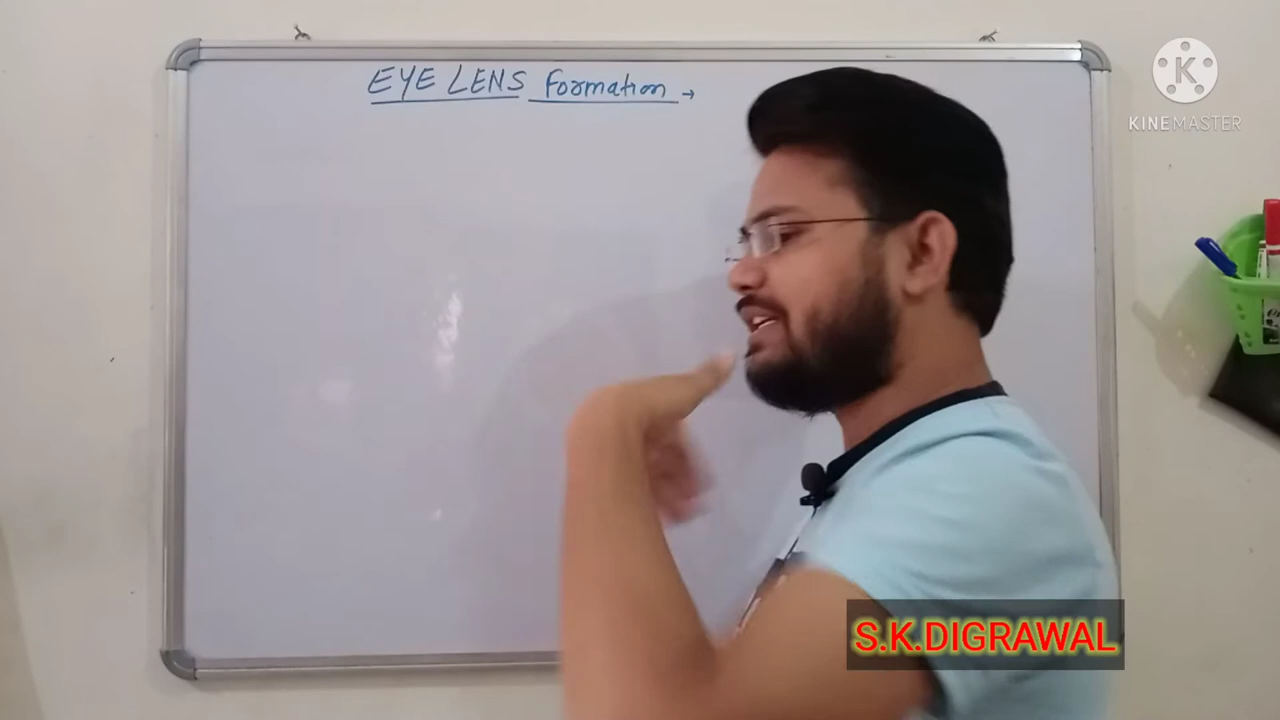 EYE LENS Formation →
KINEMASTER
S.K.DIGRAWAL